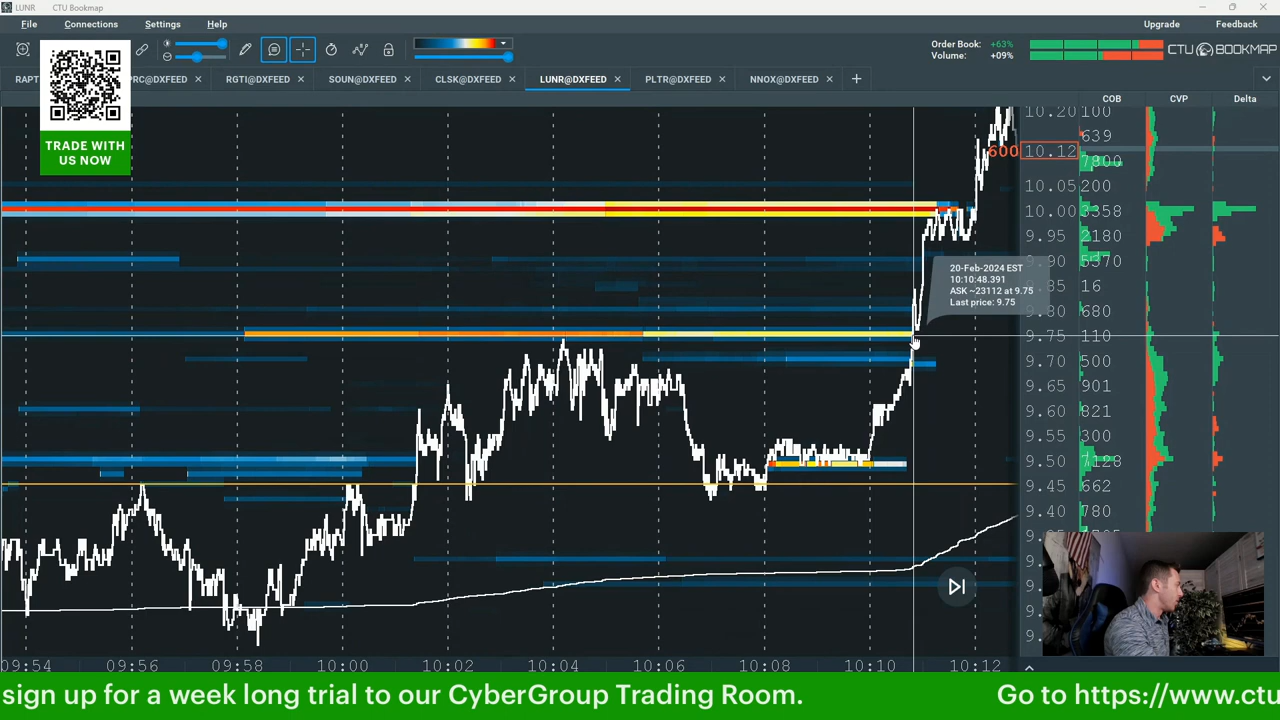 LUNR CTU Bookmap
File Connections Settings Help Upgrade Feedback
Order Book: +63%
Volume: +09%
CTU BOOKMAP
RAPT PRC@DXFEED RGTI@DXFEED SOUN@DXFEED CLSK@DXFEED LUNR@DXFEED PLTR@DXFEED NNOX@DXFEED
COB CVP Delta
TRADE WITH
US NOW
10.20 100
639
600 10.12
7800
10.05 200
10.00 3358
9.95 2180
.90 5370
20-Feb-2024 EST
10:10:48.391
ASK ~23112 at 9.75
Last price: 9.75
.85 16
9.80 680
9.75 110
9.70 500
9.65 901
9.60 821
9.55 300
9.50 7128
9.45 662
9.40 780
09:54 09:56 09:58 10:00 10:02 10:04 10:06 10:08 10:10 10:12
sign up for a week long trial to our CyberGroup Trading Room. Go to https://www.ctu